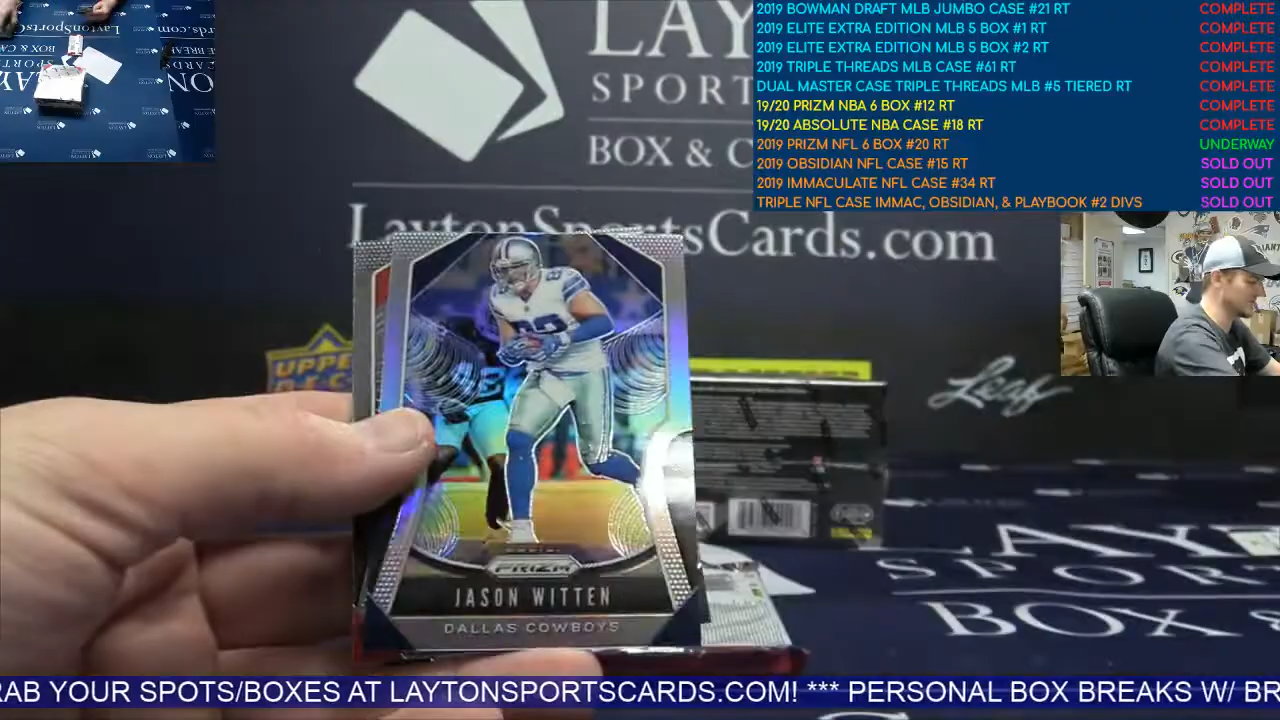 2019 BOWMAN DRAFT MLB JUMBO CASE #21 RT COMPLETE
2019 ELITE EXTRA EDITION MLB 5 BOX #1 RT COMPLETE
2019 ELITE EXTRA EDITION MLB 5 BOX #2 RT COMPLETE
2019 TRIPLE THREADS MLB CASE #61 RT COMPLETE
DUAL MASTER CASE TRIPLE THREADS MLB #5 TIERED RT COMPLETE
19/20 PRIZM NBA 6 BOX #12 RT COMPLETE
19/20 ABSOLUTE NBA CASE #18 RT COMPLETE
2019 PRIZM NFL 6 BOX #20 RT UNDERWAY
2019 OBSIDIAN NFL CASE #15 RT SOLD OUT
2019 IMMACULATE NFL CASE #34 RT SOLD OUT
TRIPLE NFL CASE IMMAC, OBSIDIAN, & PLAYBOOK #2 DIVS SOLD OUT
LAY
SPORT
BOX & C
LaytonSportsCards.com
UPPE
Leaf
PRIZM
JASON WITTEN
DALLAS COWBOYS
LAYT
SPORT
BOX &
RAB YOUR SPOTS/BOXES AT LAYTONSPORTSCARDS.COM! *** PERSONAL BOX BREAKS W/ BR